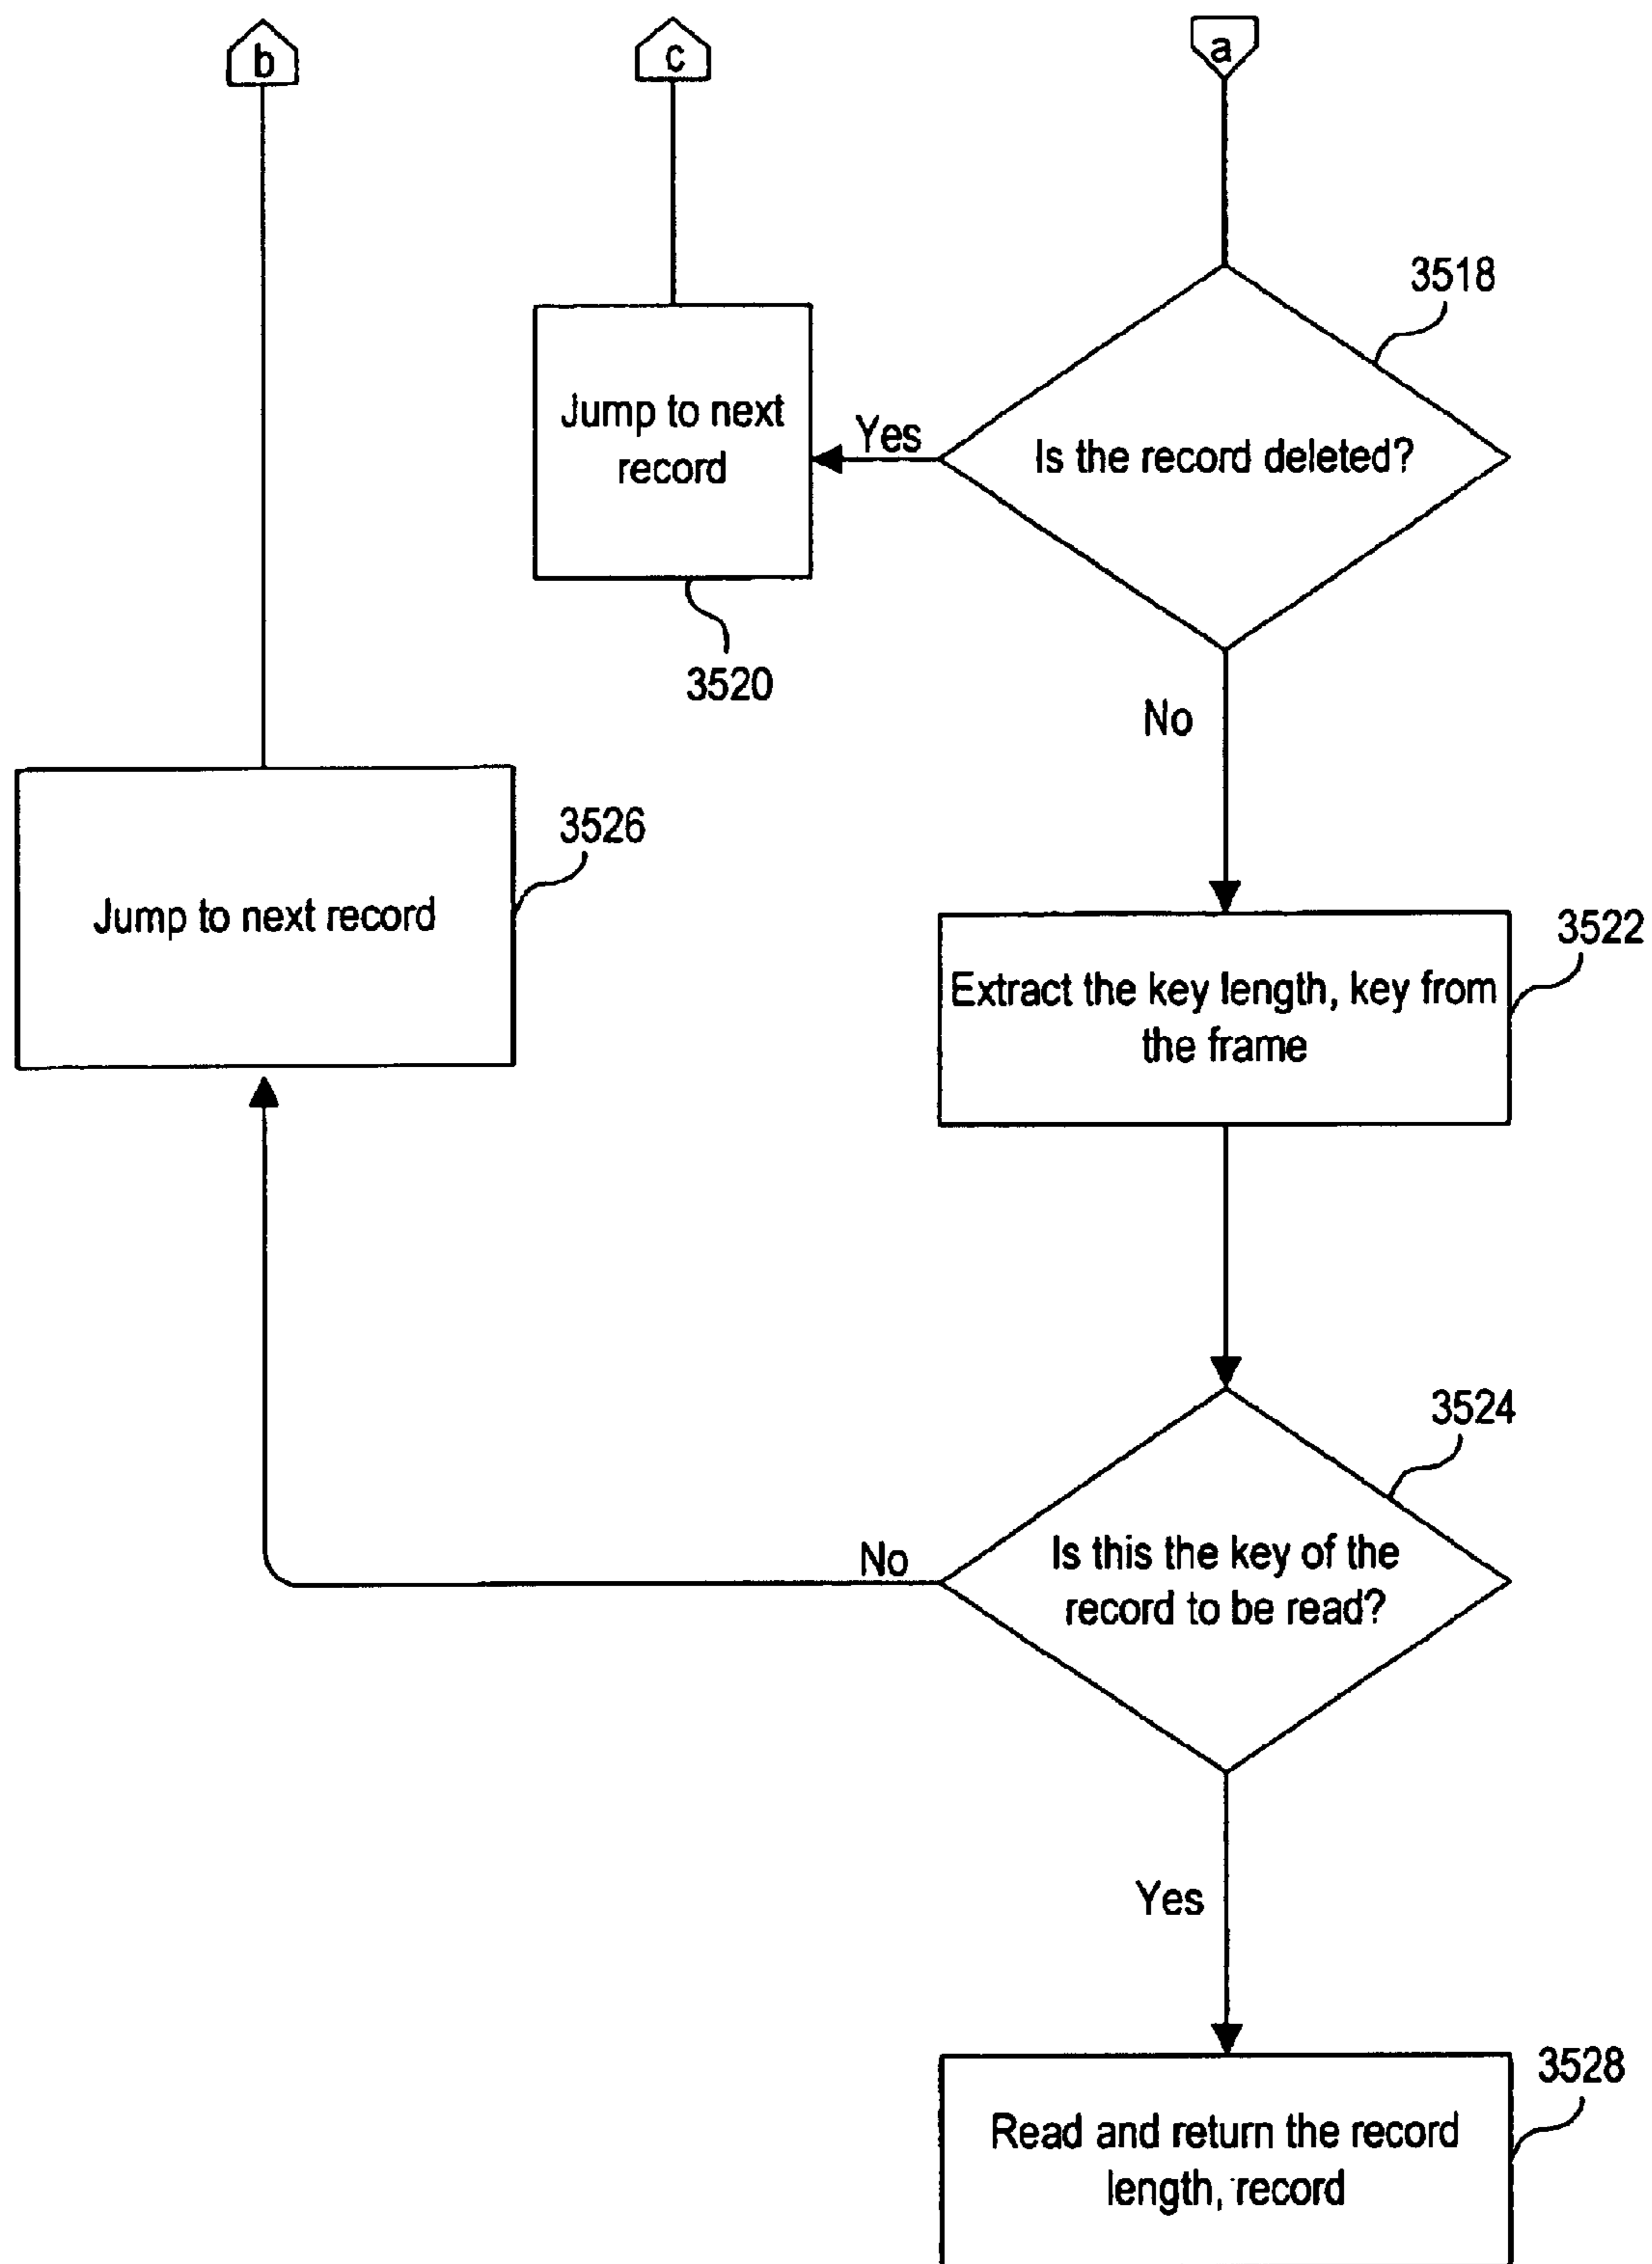 b
c
a
3518
Jump to next
record
Yes
Is the record deleted?
3520
No
3526
Jump to next record
3522
Extract the key length, key from
the frame
3524
No
Is this the key of the
record to be read?
Yes
3528
Read and return the record
length, record